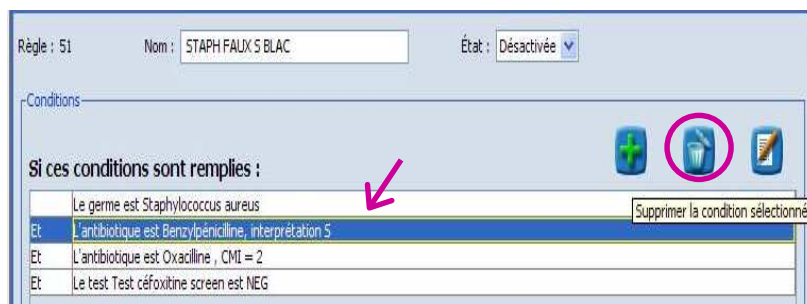 Règle : 51 Nom : STAPH FAUX S BLAC État : Désactivée
Conditions
Si ces conditions sont remplies :
Supprimer la condition sélectionné
Le germe est Staphylococcus aureus
Et L'antibiotique est Benzylpénicilline, interprétation S
Et L'antibiotique est Oxacilline , CMI = 2
Et Le test Test céfoxitine screen est NEG